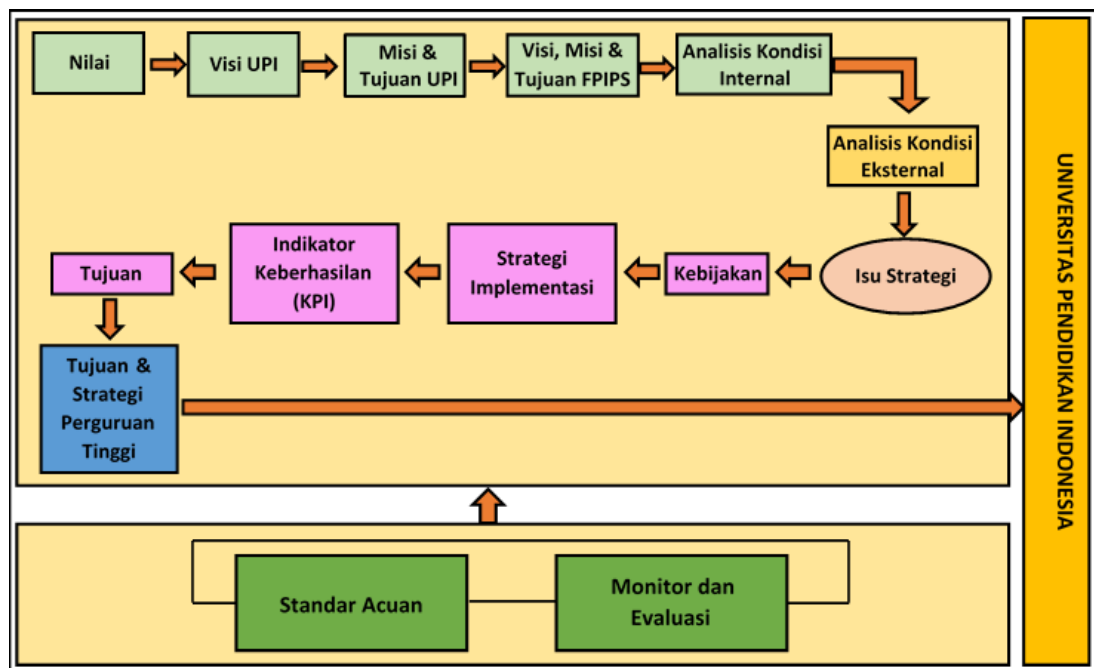 Nilai
Visi UPI
Misi &
Tujuan UPI
Visi, Misi &
Tujuan FPIPS
Analisis Kondisi
Internal
Analisis Kondisi
Eksternal
Isu Strategi
Kebijakan
Strategi
Implementasi
Indikator
Keberhasilan
(KPI)
Tujuan
Tujuan &
Strategi
Perguruan
Tinggi
UNIVERSITAS PENDIDIKAN INDONESIA
Standar Acuan
Monitor dan
Evaluasi